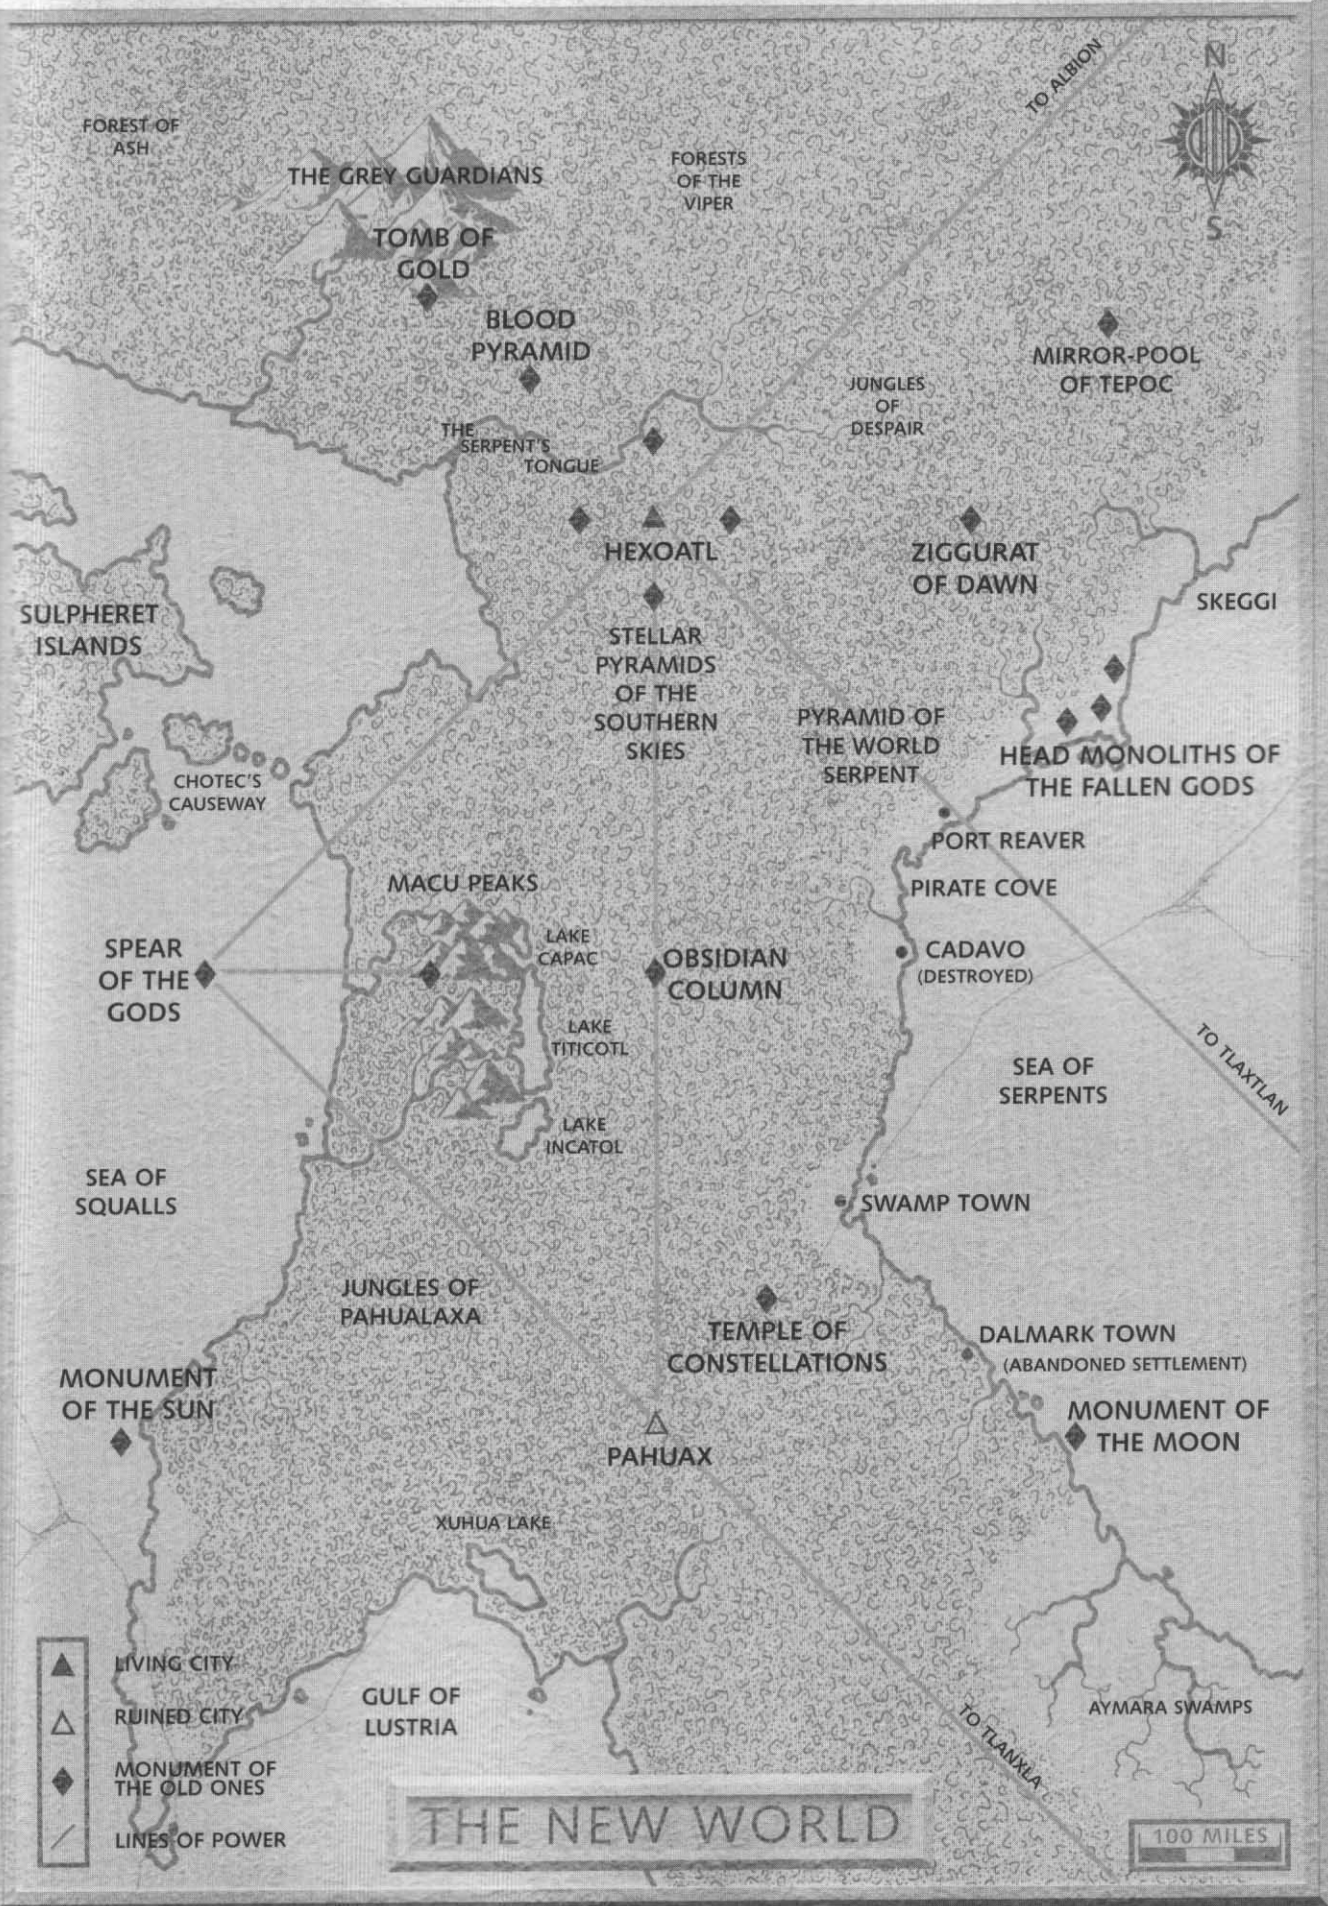 TO ALBION
N
S
FOREST OF
ASH
THE GREY GUARDIANS
FORESTS
OF THE
VIPER
TOMB OF
GOLD
BLOOD
PYRAMID
MIRROR-POOL
OF TEPOC
JUNGLES
OF
DESPAIR
THE
SERPENT'S
TONGUE
HEXOATL
ZIGGURAT
OF DAWN
SKEGGI
SULPHERET
ISLANDS
STELLAR
PYRAMIDS
OF THE
SOUTHERN
SKIES
PYRAMID OF
THE WORLD
SERPENT
HEAD MONOLITHS OF
THE FALLEN GODS
CHOTEC'S
CAUSEWAY
PORT REAVER
MACU PEAKS
PIRATE COVE
SPEAR
OF THE
GODS
LAKE
CAPAC
OBSIDIAN
COLUMN
CADAVO
(DESTROYED)
LAKE
TITICOTL
SEA OF
SERPENTS
TO TLAXTLAN
LAKE
INCATOL
SEA OF
SQUALLS
SWAMP TOWN
JUNGLES OF
PAHUALAXA
TEMPLE OF
CONSTELLATIONS
DALMARK TOWN
(ABANDONED SETTLEMENT)
MONUMENT
OF THE SUN
MONUMENT OF
THE MOON
PAHUAX
XUHUA LAKE
GULF OF
LUSTRIA
AYMARA SWAMPS
TO TLANXLA
LIVING CITY
RUINED CITY
MONUMENT OF
THE OLD ONES
LINES OF POWER
THE NEW WORLD
100 MILES